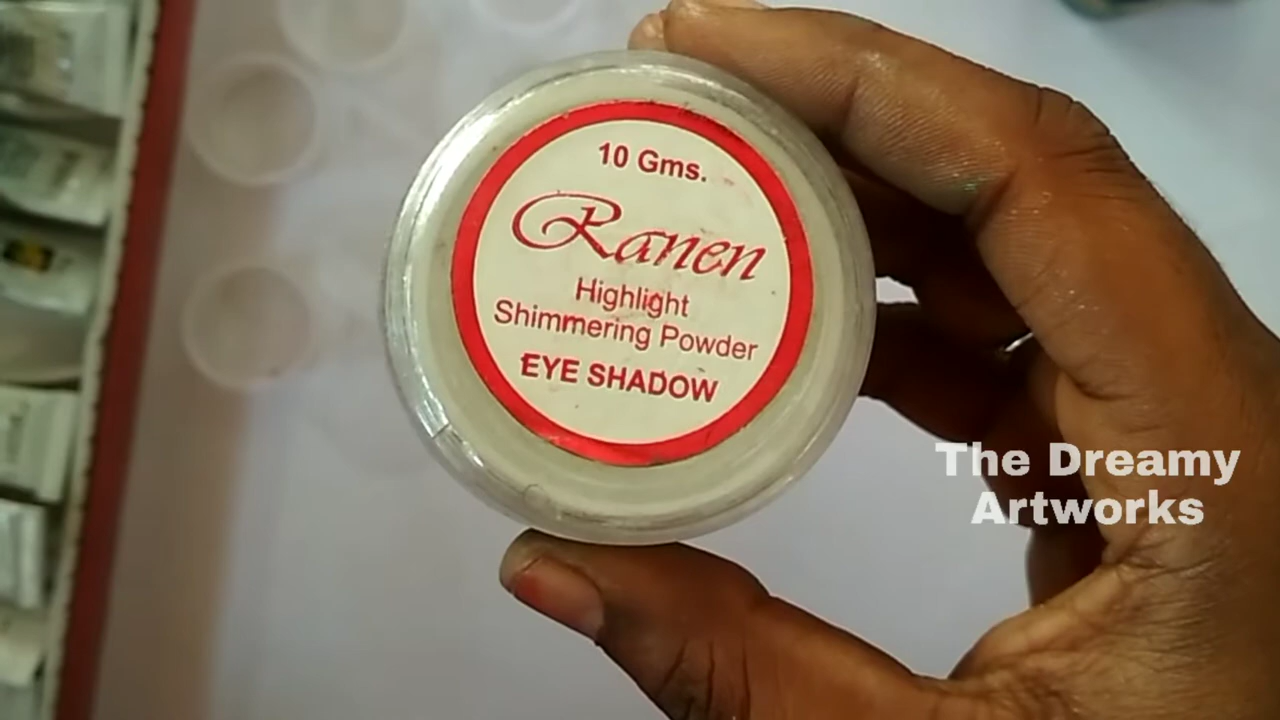 10 Gms.
Ranen
Highlight
Shimmering Powder
EYE SHADOW
The Dreamy
Artworks